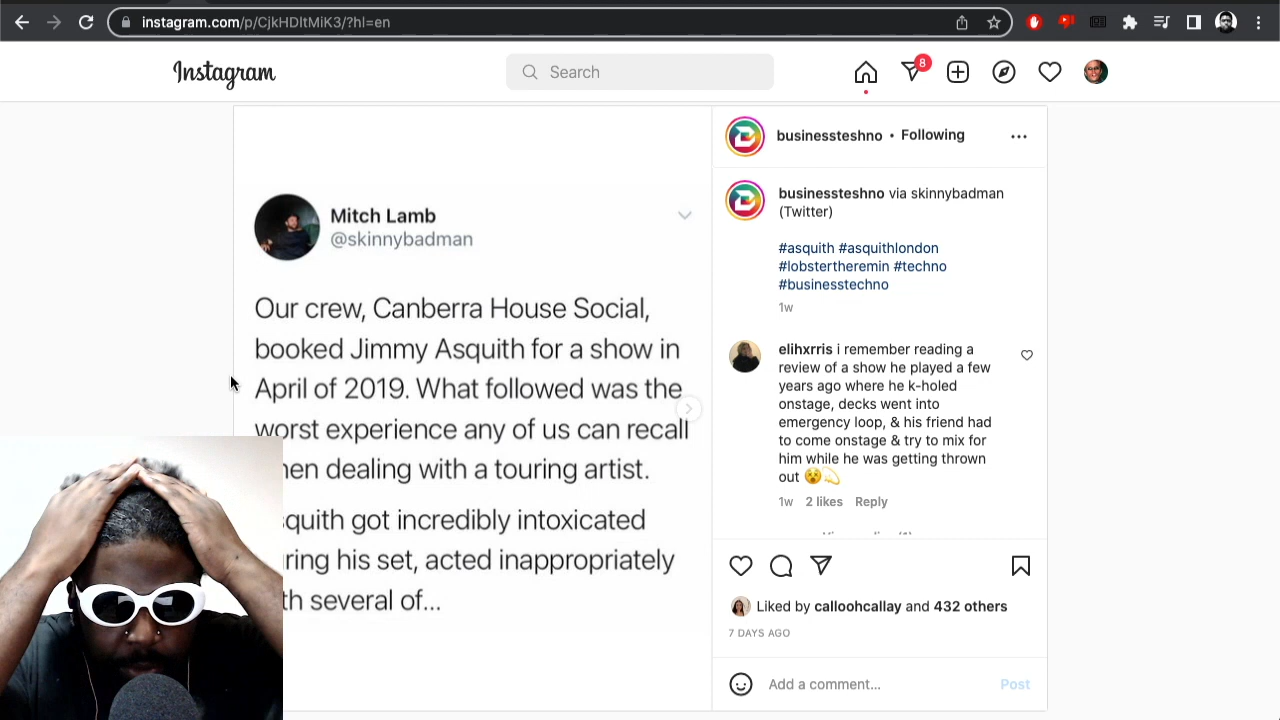 instagram.com/p/CjkHDltMiK3/?hl=en
Instagram
Search
8
Mitch Lamb
@skinnybadman
Our crew, Canberra House Social,
booked Jimmy Asquith for a show in
April of 2019. What followed was the
worst experience any of us can recall
dealing with a touring artist.
got incredibly intoxicated
his set, acted inappropriately
several of...
businessteshno • Following
businessteshno via skinnybadman
(Twitter)
#asquith #asquithlondon
#lobstertheremin #techno
#businesstechno
1w
elihxrris i remember reading a
review of a show he played a few
years ago where he k-holed
onstage, decks went into
emergency loop, & his friend had
to come onstage & try to mix for
him while he was getting thrown
out 😵💫
1w 2 likes Reply
Liked by calloohcallay and 432 others
7 DAYS AGO
Add a comment...
Post